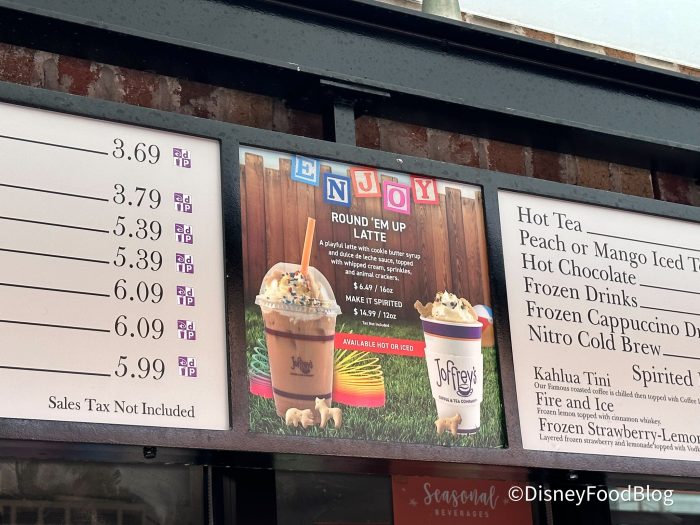 3.69
3.79
5.39
5.39
6.09
6.09
5.99
Sales Tax Not Included
ENJOY
ROUND 'EM UP
LATTE
A playful latte with cookie butter syrup
and dulce de leche sauce, topped
with whipped cream, sprinkles,
and animal crackers.
$ 6.49 / 16oz
MAKE IT SPIRITED
$ 14.99 / 12oz
Tax Not Included
AVAILABLE HOT or ICED
Joffrey's
Joffrey's
COFFEE & TEA COMPANY
Hot Tea
Peach or Mango Iced Te
Hot Chocolate
Frozen Drinks
Frozen Cappuccino Dr
Nitro Cold Brew
Spirited
Kahlua Tini
Our Famous roasted coffee is chilled then topped with Coffee L
Fire and Ice
Frozen lemon topped with cinnamon whiskey.
Frozen Strawberry-Lemo
Layered frozen strawberry and lemonade topped with Vodk
Seasonal
BEVERAGES
©DisneyFoodBlog